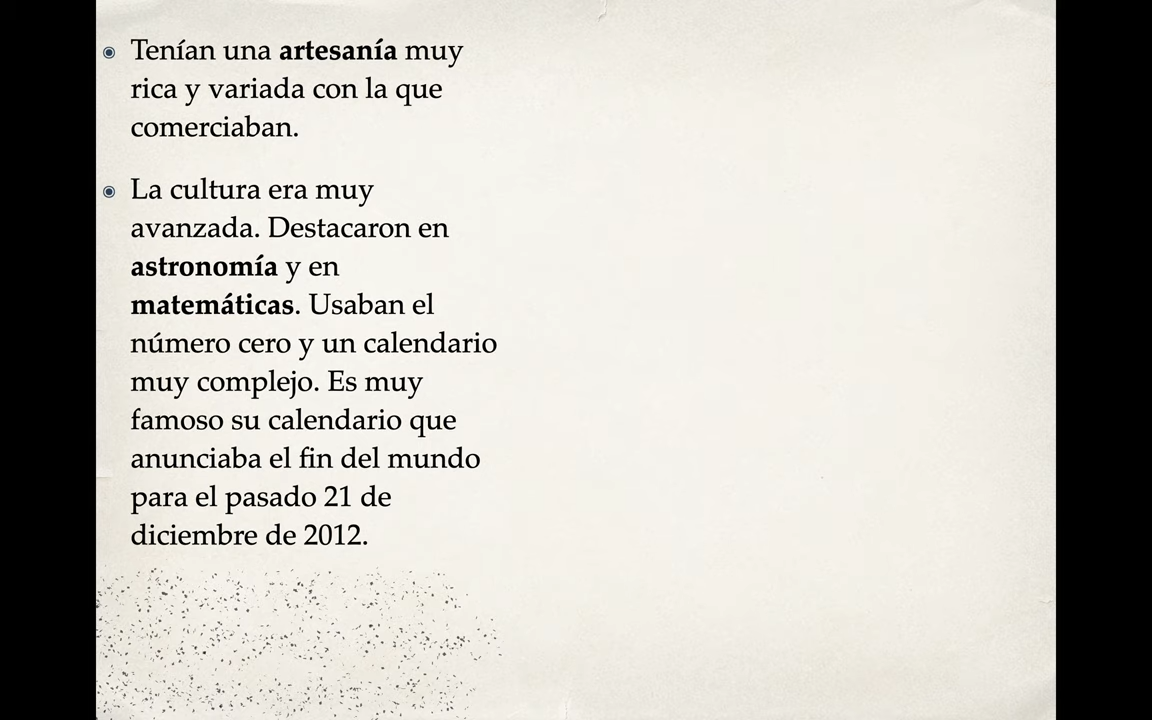 Tenían una artesanía muy
rica y variada con la que
comerciaban.
La cultura era muy
avanzada. Destacaron en
astronomía y en
matemáticas. Usaban el
número cero y un calendario
muy complejo. Es muy
famoso su calendario que
anunciaba el fin del mundo
para el pasado 21 de
diciembre de 2012.